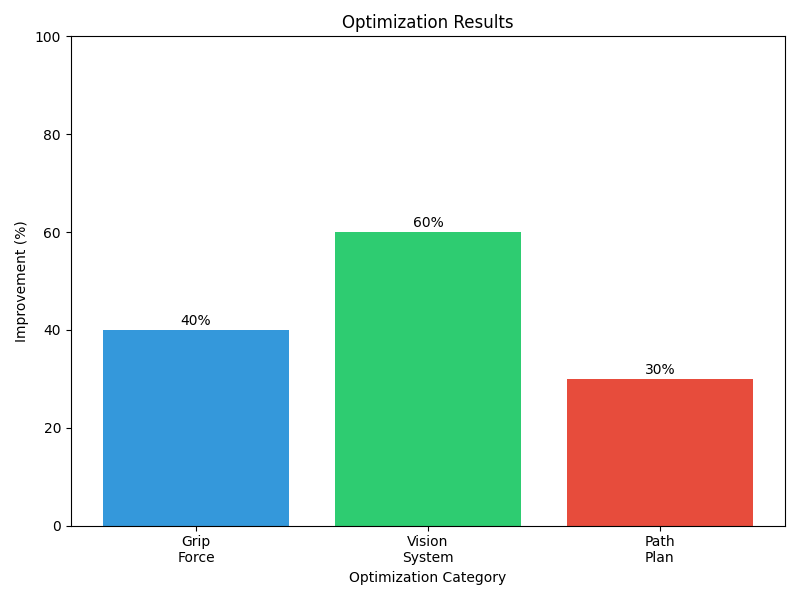 Optimization Results
Improvement (%)
100
80
60
40
20
0
40%
60%
30%
Grip
Force
Vision
System
Path
Plan
Optimization Category